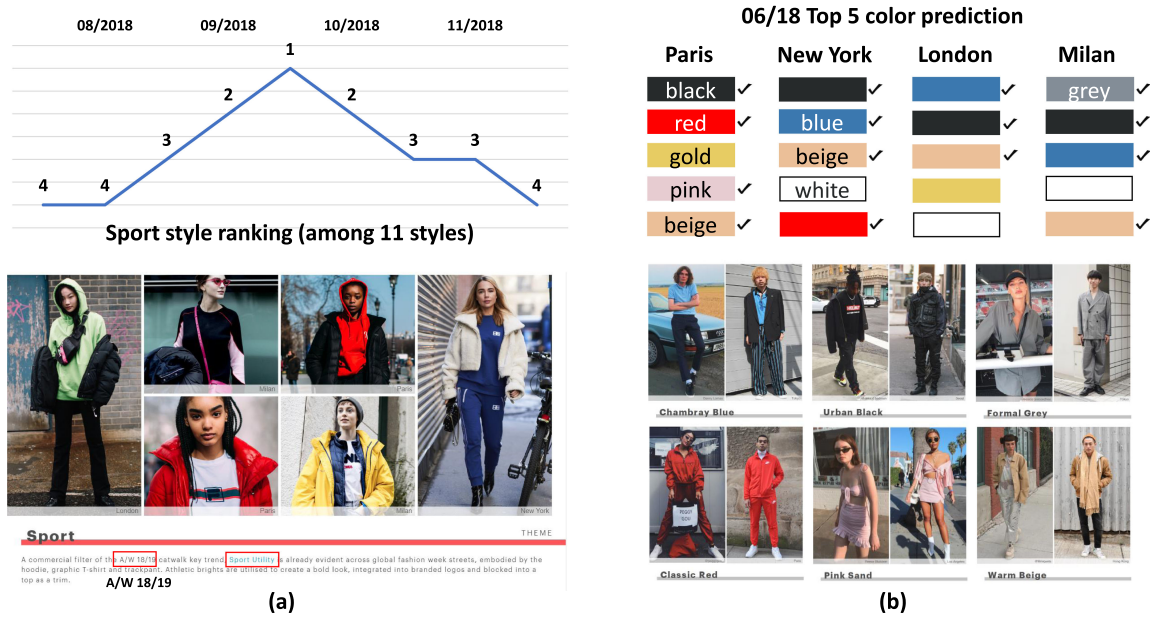 08/2018 09/2018 10/2018 11/2018
1
2 2
3 3 3
4 4 4
Sport style ranking (among 11 styles)
Milan Paris
London Paris Milan New York
Sport THEME
A commercial filter of the A/W 18/19 catwalk key trend, Sport Utility is already evident across global fashion week streets, embodied by the
hoodie, graphic T-shirt and trackpant. Athletic brights are utilised to create a bold look, integrated into branded logos and blocked into a
top as a trim.
A/W 18/19
(a)
06/18 Top 5 color prediction
Paris New York London Milan
black ✓ ✓ ✓ grey ✓
red ✓ blue ✓ ✓ ✓
gold beige ✓ ✓ ✓
pink ✓ white
beige ✓ ✓ ✓
Chambray Blue Urban Black Formal Grey
PEGGY
GOU
Classic Red Pink Sand Warm Beige
(b)